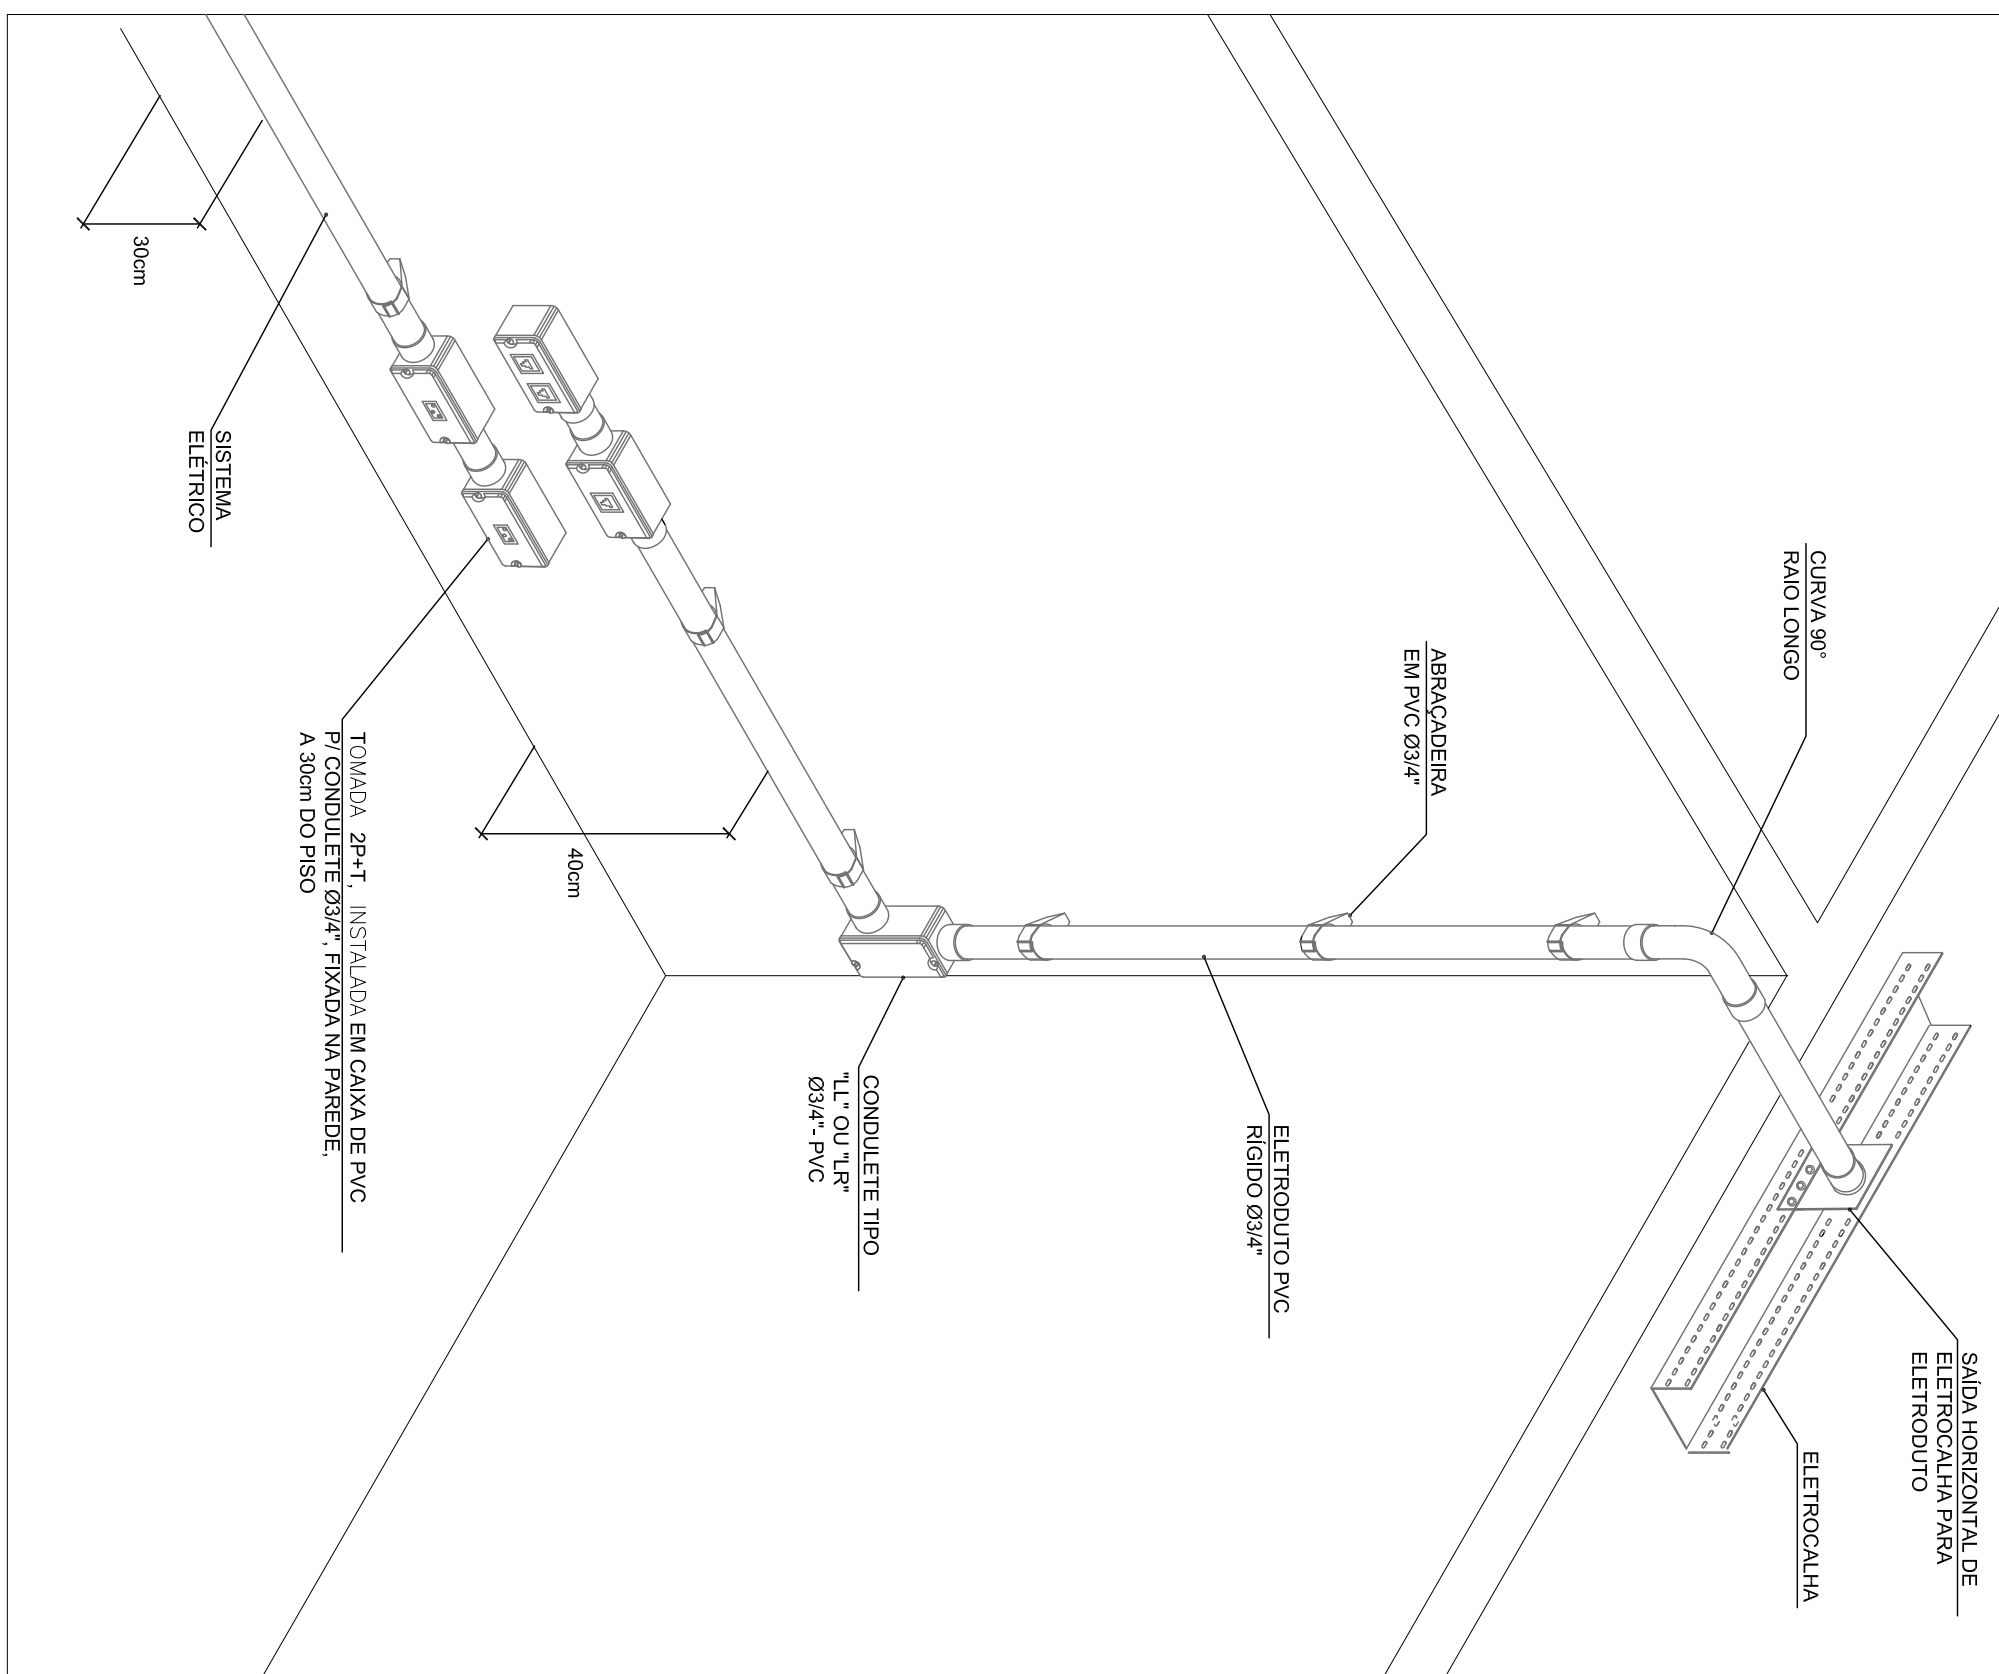 SAÍDA HORIZONTAL DE
ELETROCALHA PARA
ELETRODUTO
ELETROCALHA
CURVA 90°
RAIO LONGO
ABRAÇADEIRA
EM PVC Ø3/4"
ELETRODUTO PVC
RÍGIDO Ø3/4"
CONDULETE TIPO
"LL" OU "LR"
Ø3/4"- PVC
40cm
TOMADA 2P+T, INSTALADA EM CAIXA DE PVC
P/ CONDULETE Ø3/4", FIXADA NA PAREDE,
A 30cm DO PISO
SISTEMA
ELÉTRICO
30cm